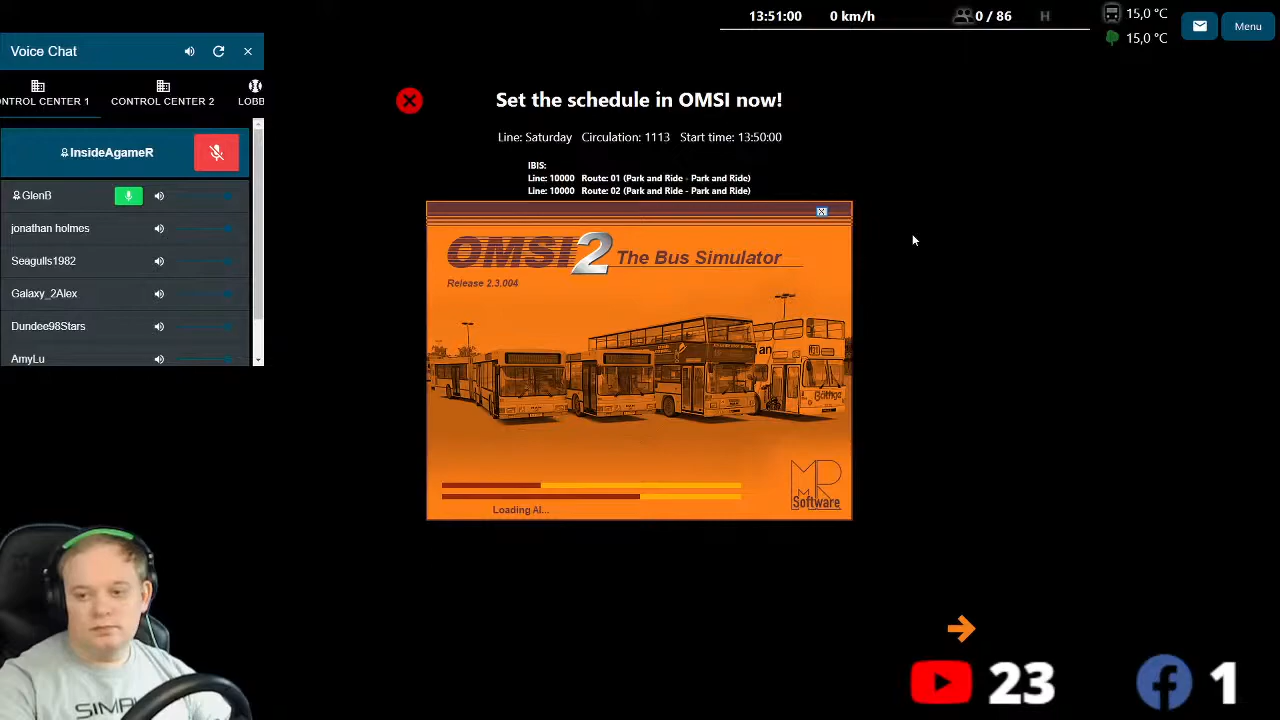 13:51:00
0 km/h
0 / 86
H
15,0 °C
15,0 °C
Menu
Voice Chat
ONTROL CENTER 1
CONTROL CENTER 2
LOBB
InsideAgameR
GlenB
jonathan holmes
Seagulls1982
Galaxy_2Alex
Dundee98Stars
AmyLu
Set the schedule in OMSI now!
Line: Saturday Circulation: 1113 Start time: 13:50:00
IBIS:
Line: 10000 Route: 01 (Park and Ride - Park and Ride)
Line: 10000 Route: 02 (Park and Ride - Park and Ride)
OMSI 2 The Bus Simulator
Release 2.3.004
MR
Software
Loading AI...
23
1